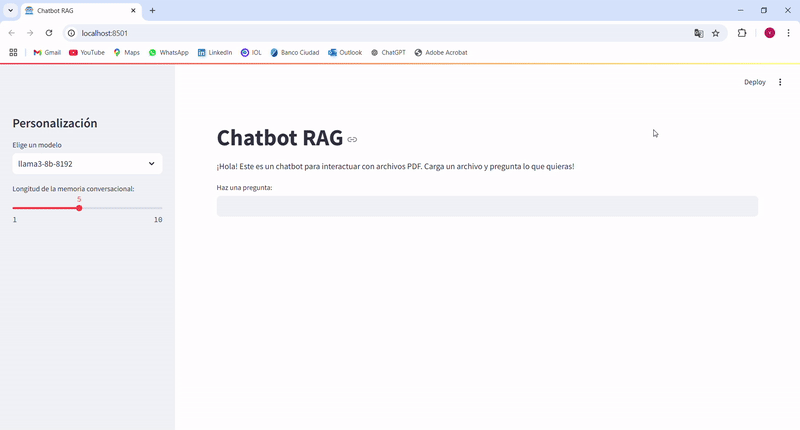 Chatbot RAG
localhost:8501
Gmail YouTube Maps WhatsApp LinkedIn IOL Banco Ciudad Outlook ChatGPT Adobe Acrobat
Deploy
Personalización
Elige un modelo
llama3-8b-8192
Longitud de la memoria conversacional:
5
1 10
Chatbot RAG
¡Hola! Este es un chatbot para interactuar con archivos PDF. Carga un archivo y pregunta lo que quieras!
Haz una pregunta: